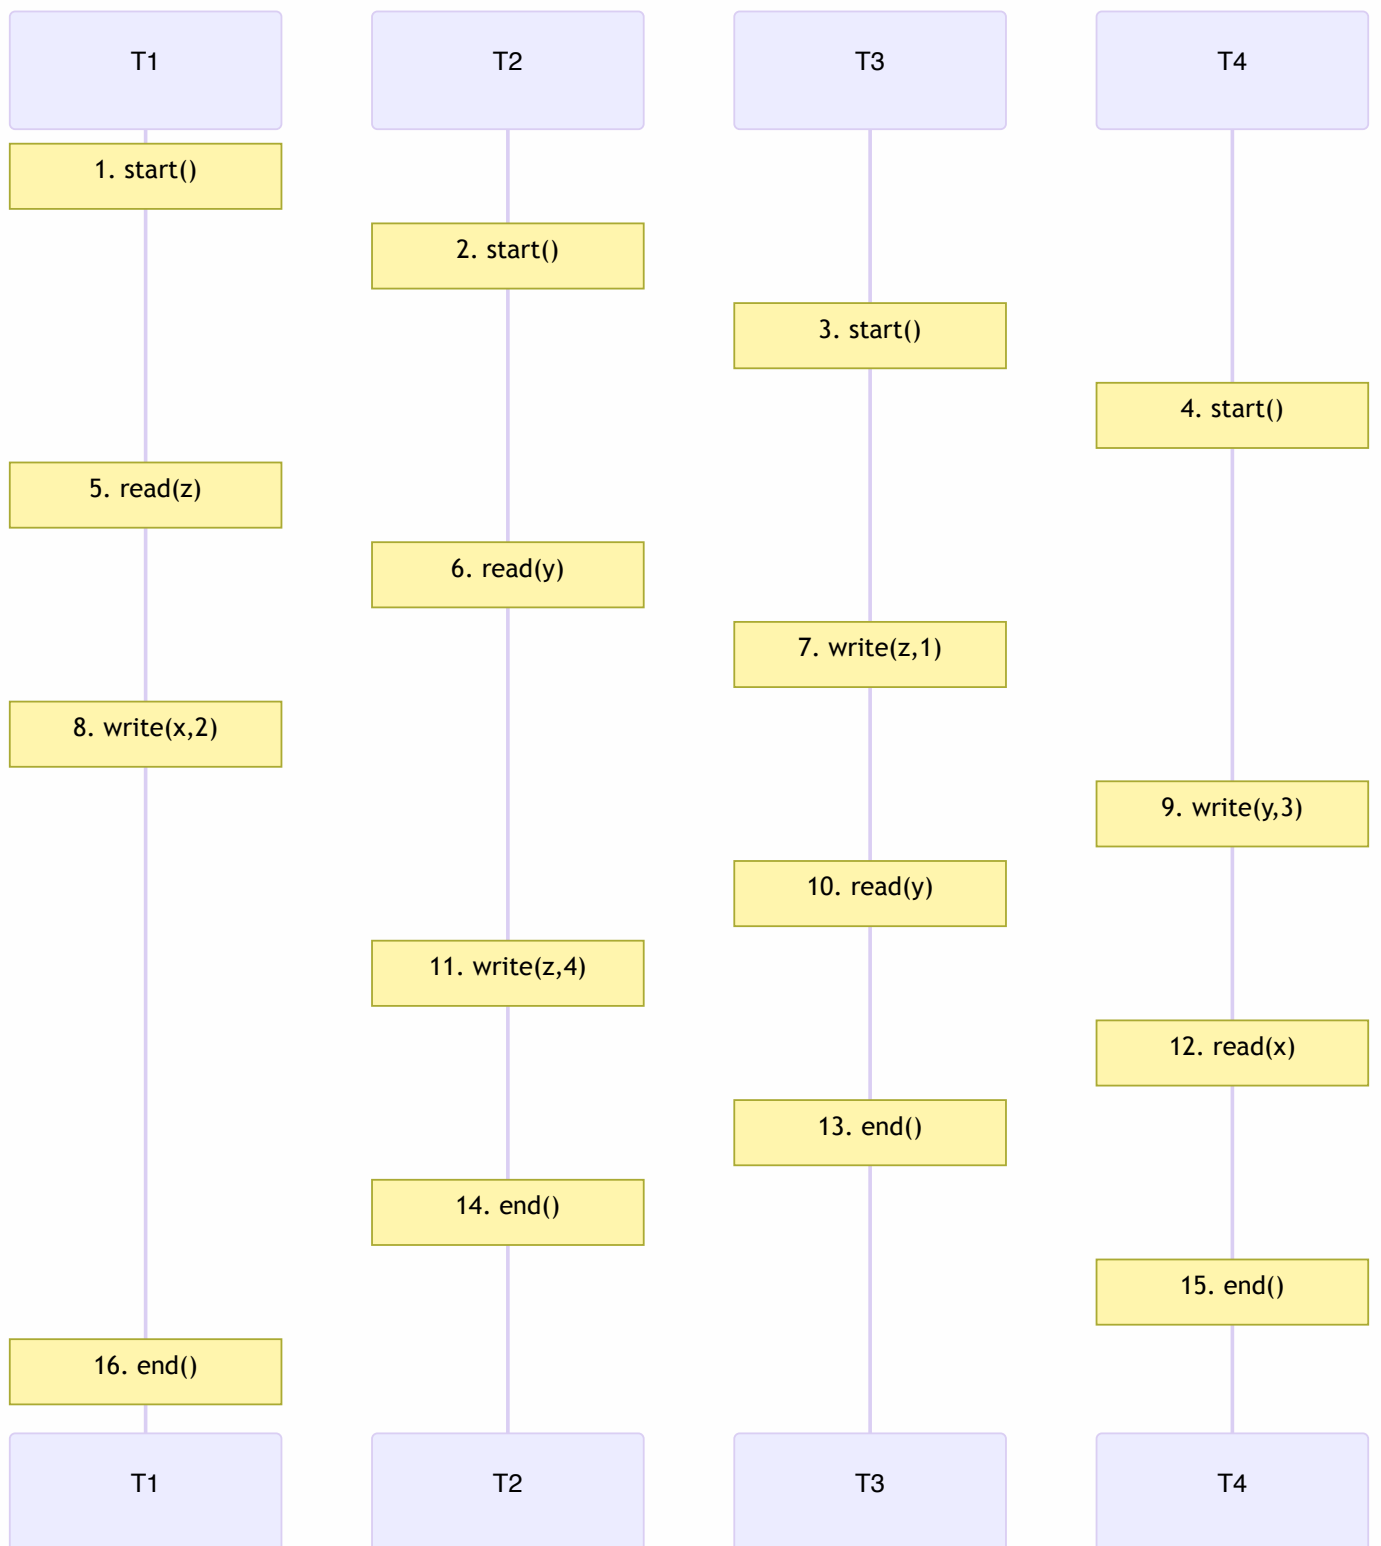 T1
T2
T3
T4
1. start()
2. start()
3. start()
4. start()
5. read(z)
6. read(y)
7. write(z,1)
8. write(x,2)
9. write(y,3)
10. read(y)
11. write(z,4)
12. read(x)
13. end()
14. end()
15. end()
16. end()
T1
T2
T3
T4